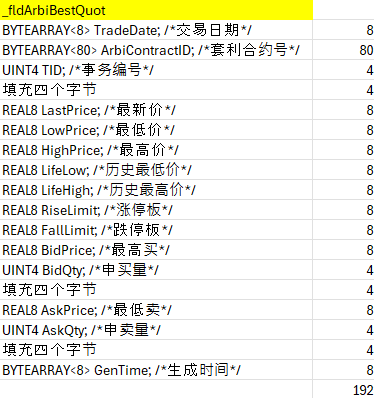 _fldArbiBestQuot
BYTEARRAY<8> TradeDate; /*交易日期*/ 8
BYTEARRAY<80> ArbiContractID; /*套利合约号*/ 80
UINT4 TID; /*事务编号*/ 4
填充四个字节 4
REAL8 LastPrice; /*最新价*/ 8
REAL8 LowPrice; /*最低价*/ 8
REAL8 HighPrice; /*最高价*/ 8
REAL8 LifeLow; /*历史最低价*/ 8
REAL8 LifeHigh; /*历史最高价*/ 8
REAL8 RiseLimit; /*涨停板*/ 8
REAL8 FallLimit; /*跌停板*/ 8
REAL8 BidPrice; /*最高买*/ 8
UINT4 BidQty; /*申买量*/ 4
填充四个字节 4
REAL8 AskPrice; /*最低卖*/ 8
UINT4 AskQty; /*申卖量*/ 4
填充四个字节 4
BYTEARRAY<8> GenTime; /*生成时间*/ 8
192